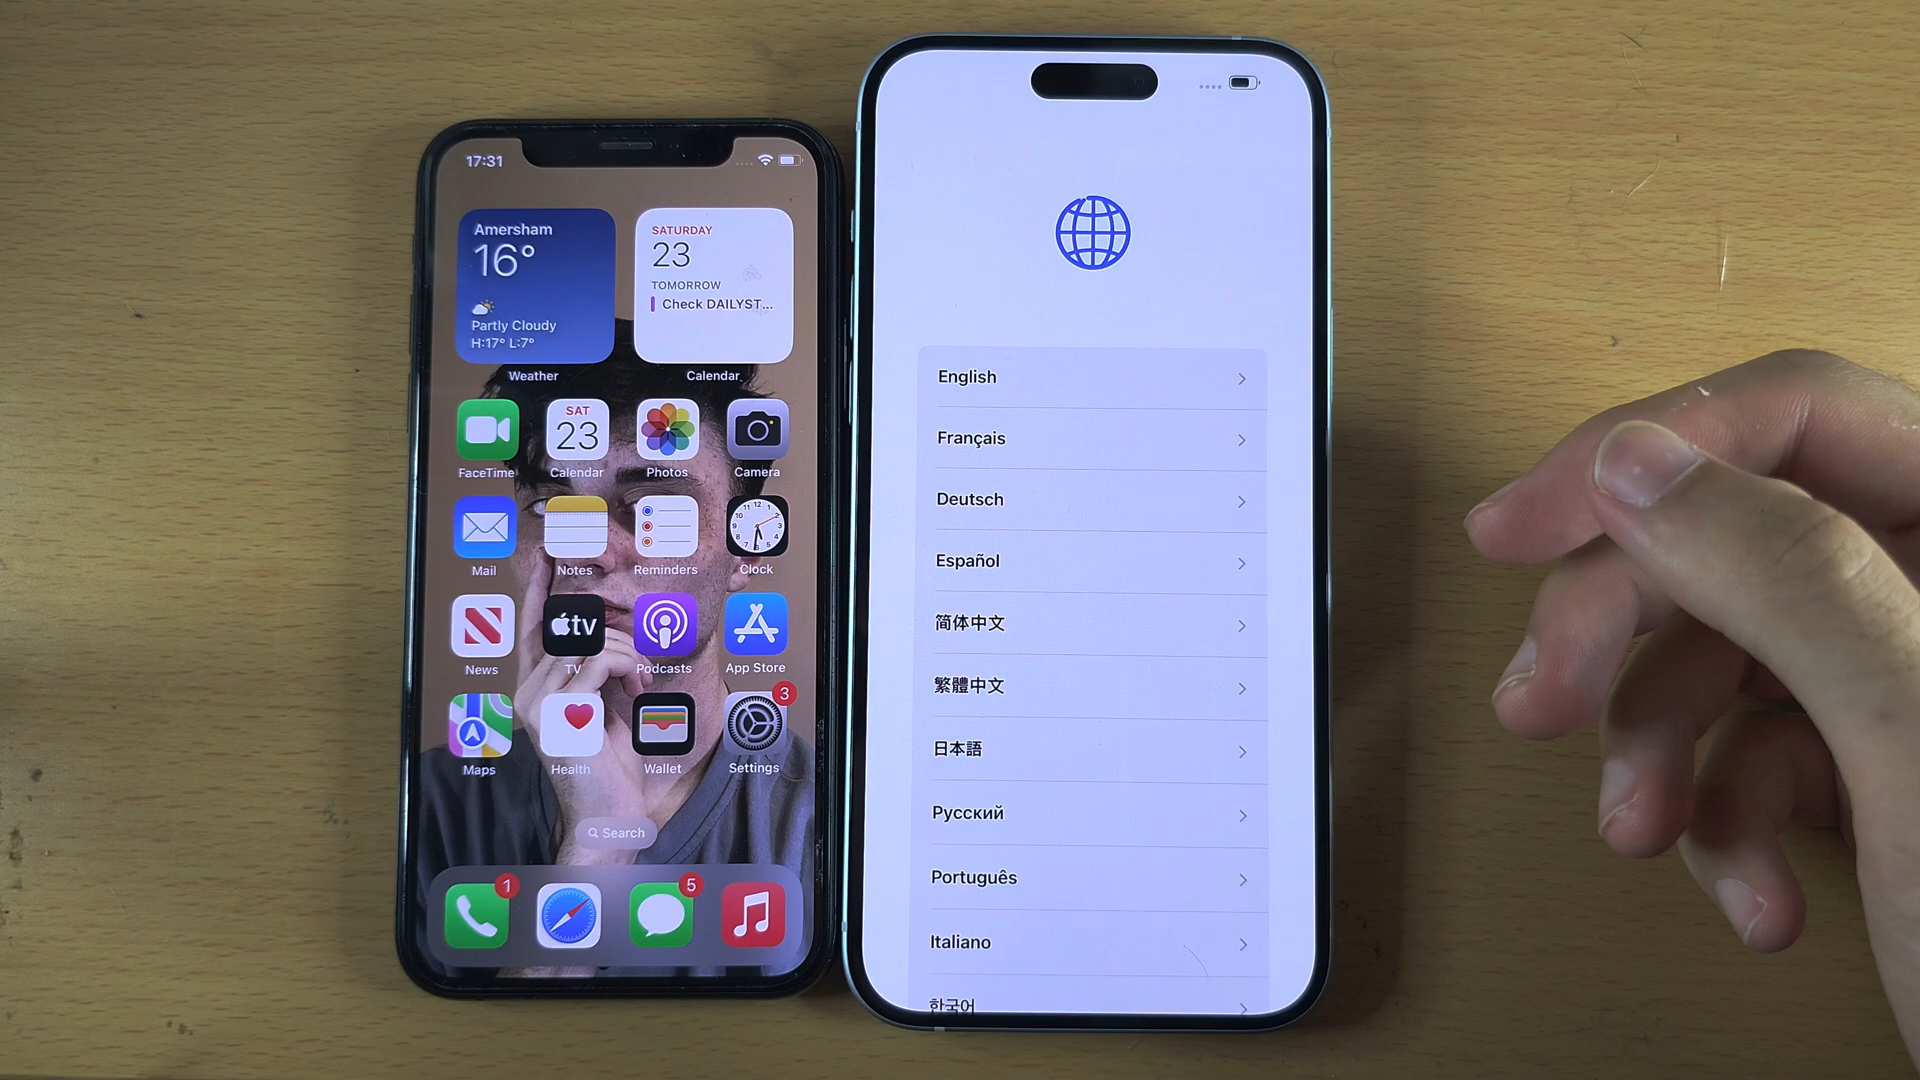 17:31
Amersham
16°
Partly Cloudy
H:17° L:7°
Weather
SATURDAY
23
TOMORROW
Check DAILYST...
Calendar
FaceTime
SAT
23
Calendar
Photos
Camera
Mail
Notes
Reminders
Clock
News
tv
TV
Podcasts
App Store
Maps
Health
Wallet
3
Settings
Search
1
5
English
Français
Deutsch
Español
简体中文
繁體中文
日本語
Русский
Português
Italiano
한국어